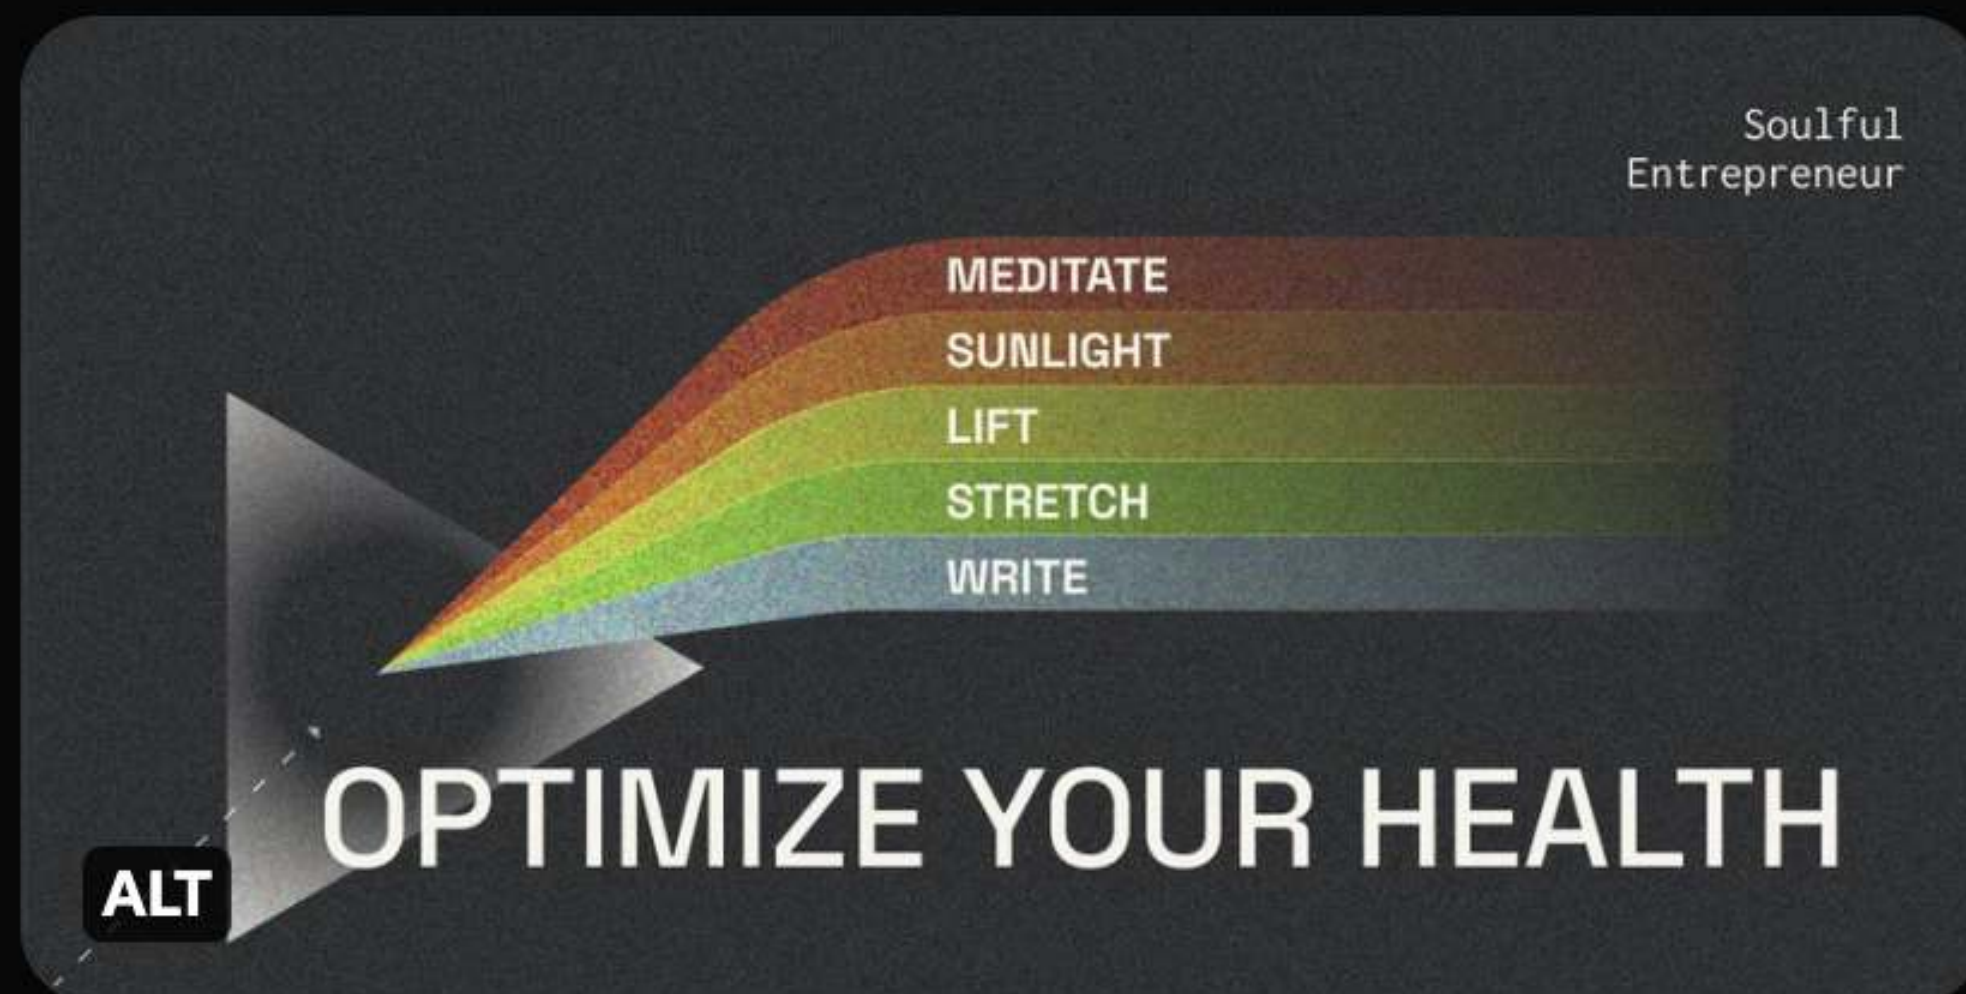 Soulful
Entrepreneur
MEDITATE
SUNLIGHT
LIFT
STRETCH
WRITE
OPTIMIZE YOUR HEALTH
ALT